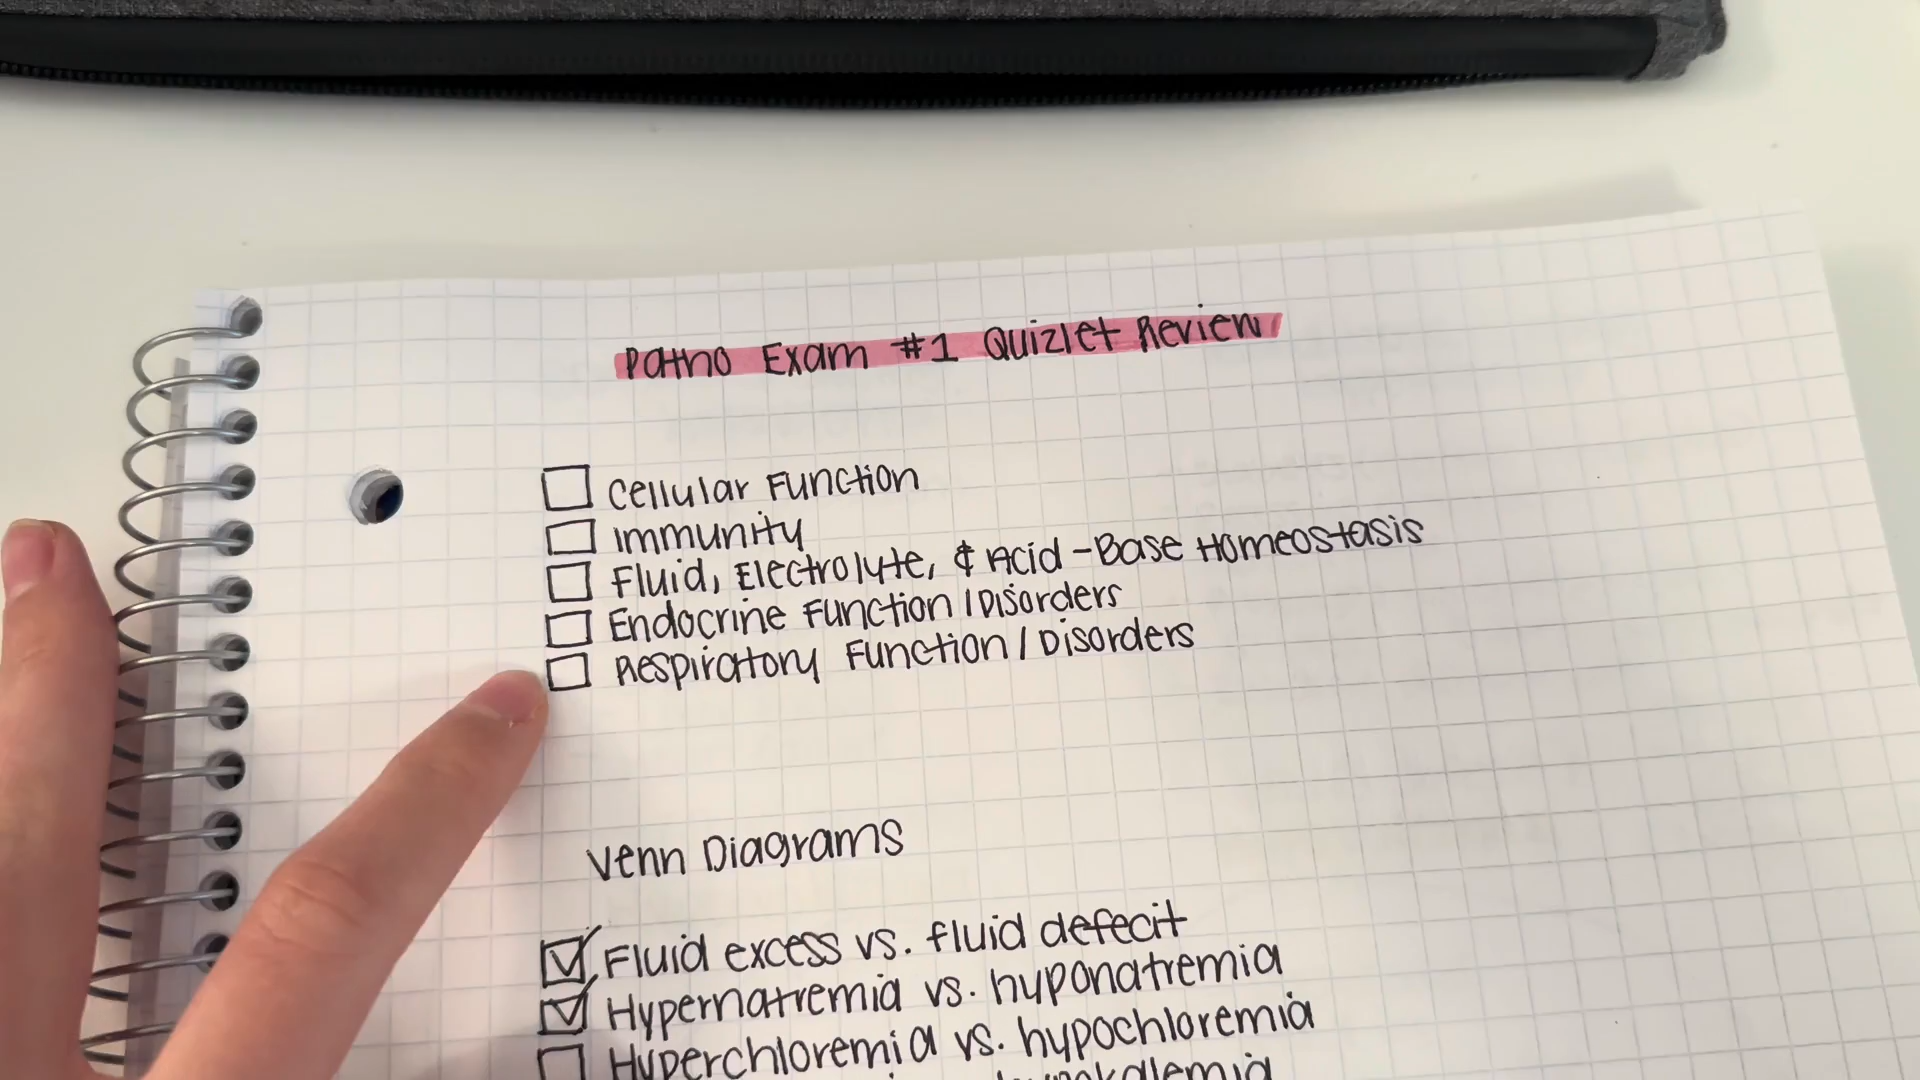 Patho Exam #1 Quizlet Review
Cellular Function
Immunity
Fluid, Electrolyte, & Acid-Base Homeostasis
Endocrine Function/Disorders
Respiratory Function/Disorders
Venn Diagrams
Fluid excess vs. fluid defecit
Hypernatremia vs. hyponatremia
Hyperchloremia vs. hypochloremia
hypokalemia